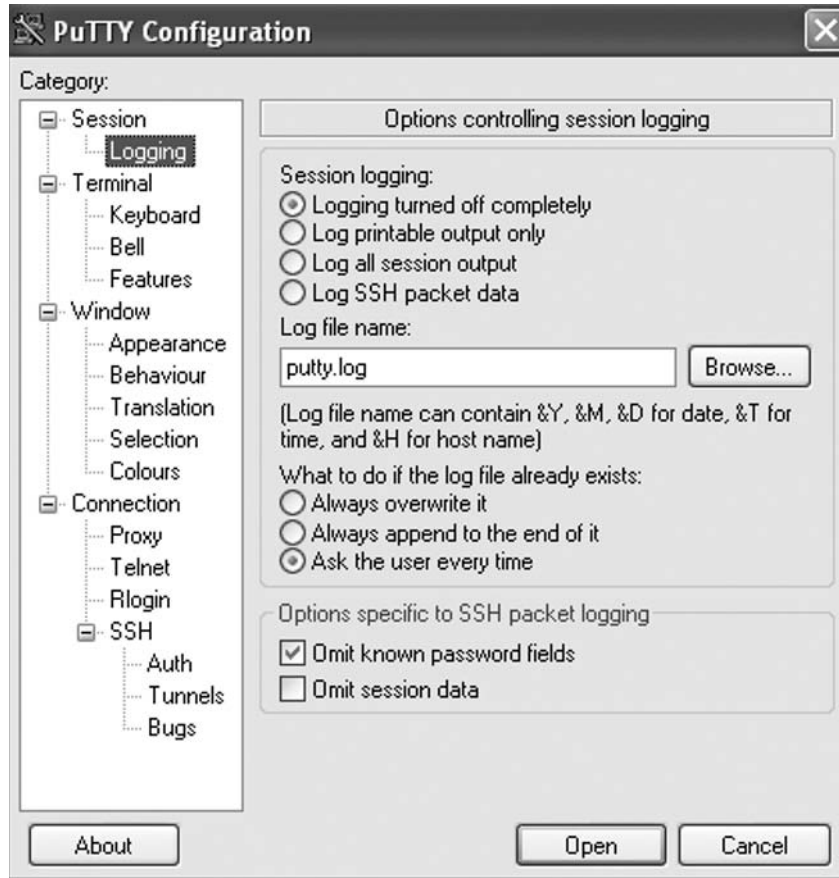 PuTTY Configuration
Category:
Session
Logging
Terminal
Keyboard
Bell
Features
Window
Appearance
Behaviour
Translation
Selection
Colours
Connection
Proxy
Telnet
Rlogin
SSH
Auth
Tunnels
Bugs
Options controlling session logging
Session logging:
Logging turned off completely
Log printable output only
Log all session output
Log SSH packet data
Log file name:
putty.log
Browse...
(Log file name can contain &Y, &M, &D for date, &T for
time, and &H for host name)
What to do if the log file already exists:
Always overwrite it
Always append to the end of it
Ask the user every time
Options specific to SSH packet logging
Omit known password fields
Omit session data
About
Open
Cancel